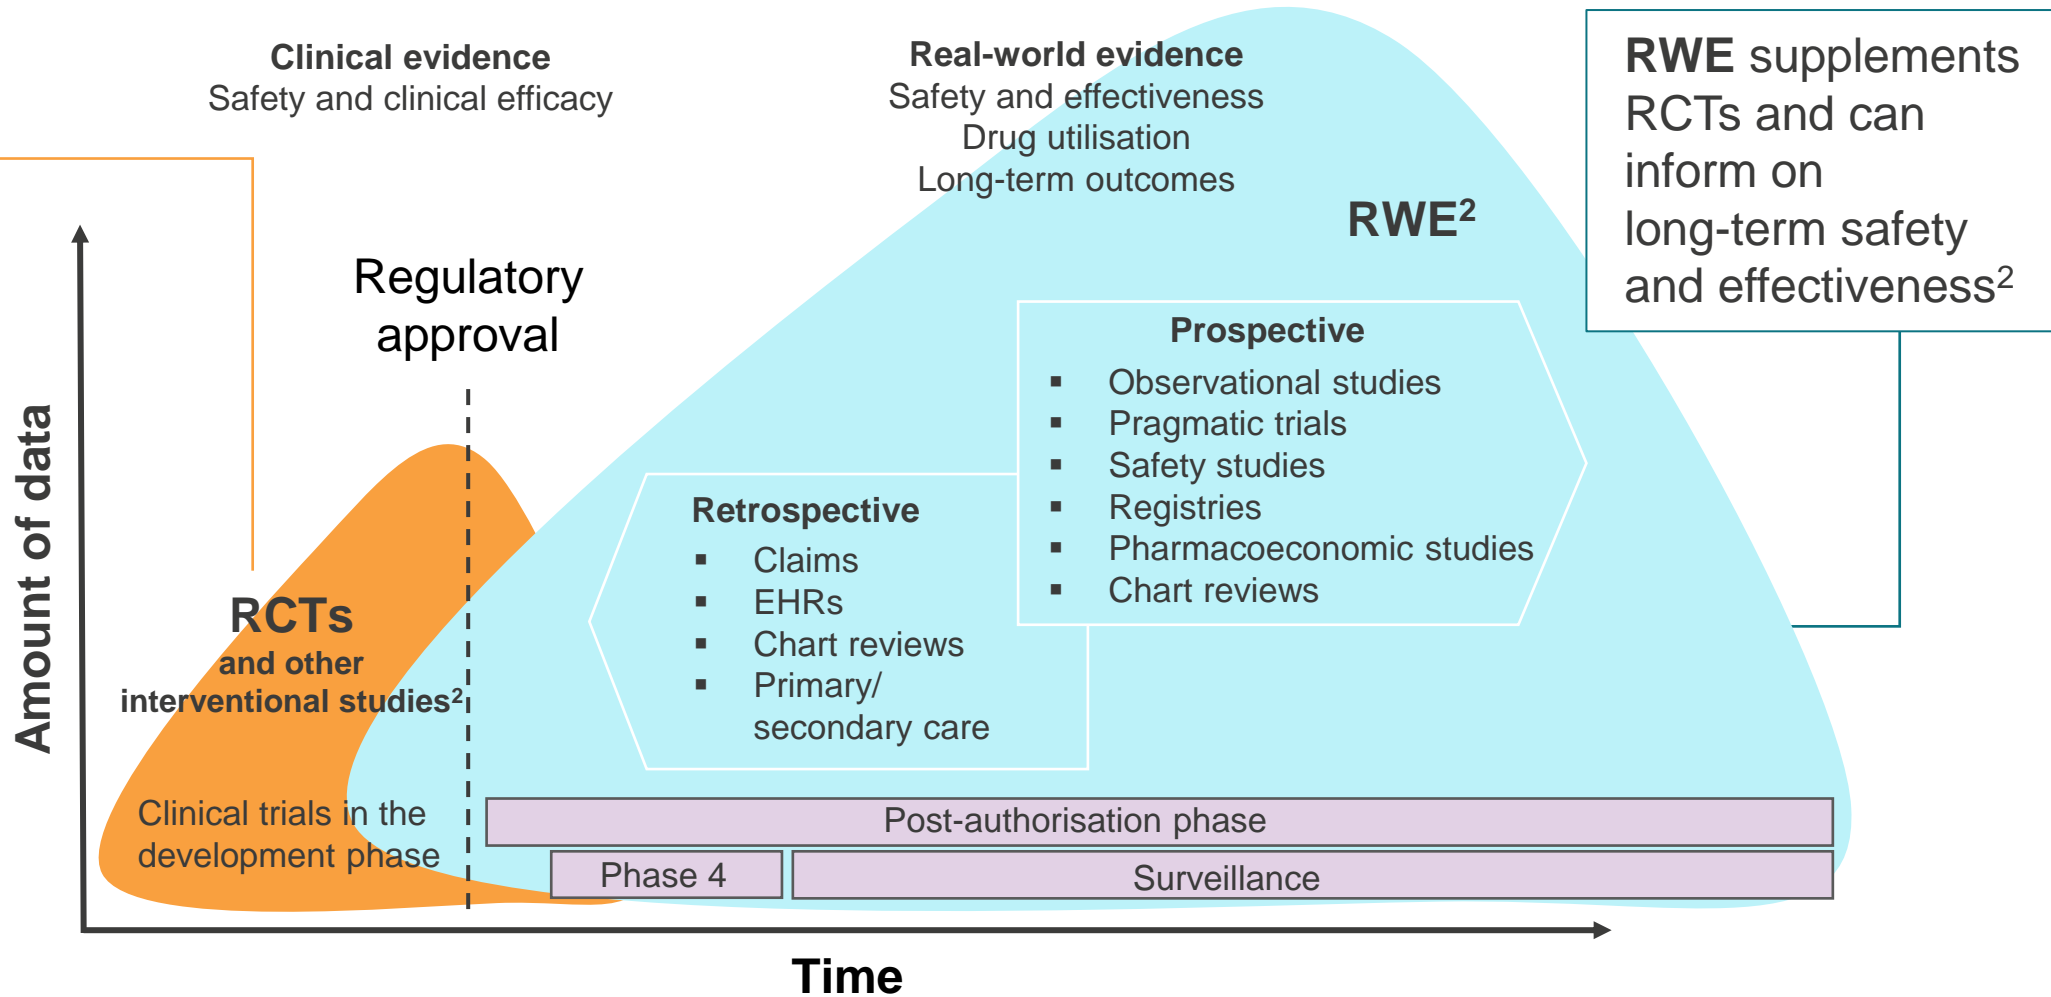 Clinical evidence
Safety and clinical efficacy
Real-world evidence
Safety and effectiveness
Drug utilisation
Long-term outcomes
RWE²
RWE supplements
RCTs and can
inform on
long-term safety
and effectiveness²
Regulatory
approval
Amount of data
RCTs
and other
interventional studies²
Clinical trials in the
development phase
Retrospective
▪ Claims
▪ EHRs
▪ Chart reviews
▪ Primary/
secondary care
Prospective
▪ Observational studies
▪ Pragmatic trials
▪ Safety studies
▪ Registries
▪ Pharmacoeconomic studies
▪ Chart reviews
Post-authorisation phase
Phase 4
Surveillance
Time